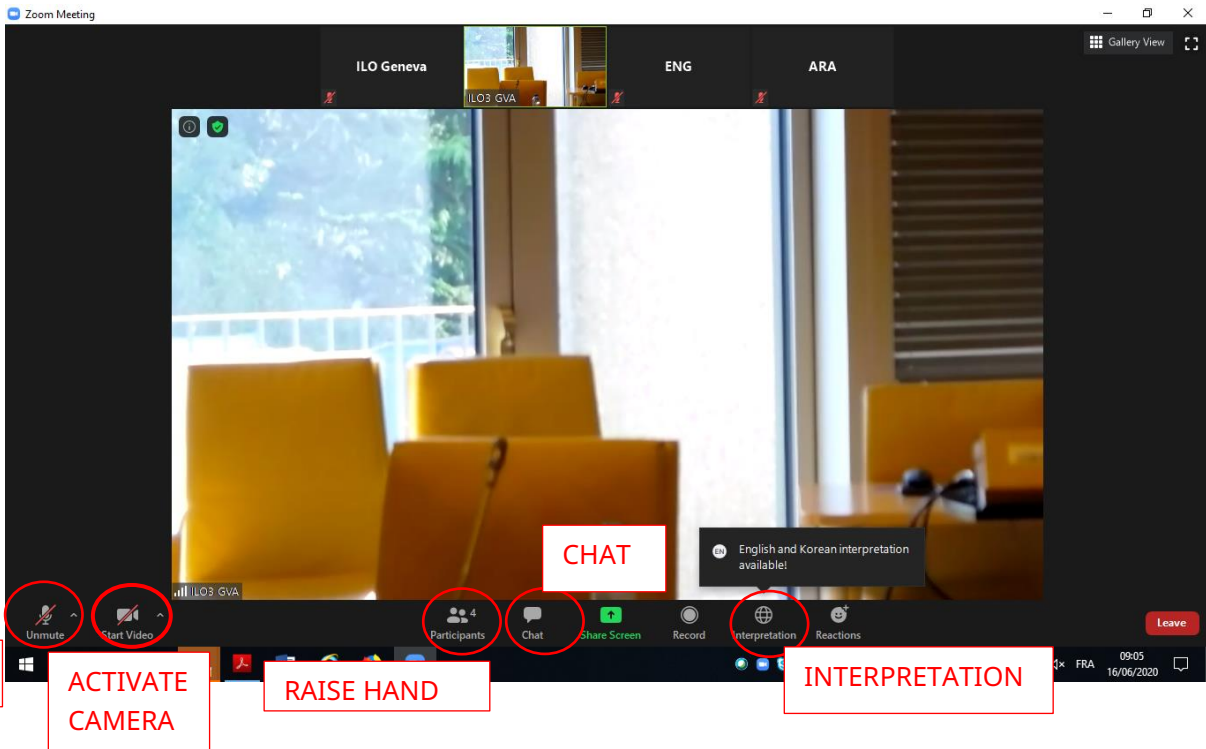 Zoom Meeting
Gallery View
ILO Geneva
ILO3 GVA
ENG
ARA
CHAT
EN English and Korean interpretation
available!
ILO3 GVA
Unmute
Start Video
4
Participants
Chat
Share Screen
Record
Interpretation
Reactions
Leave
ACTIVATE
CAMERA
RAISE HAND
INTERPRETATION
FRA
09:05
16/06/2020